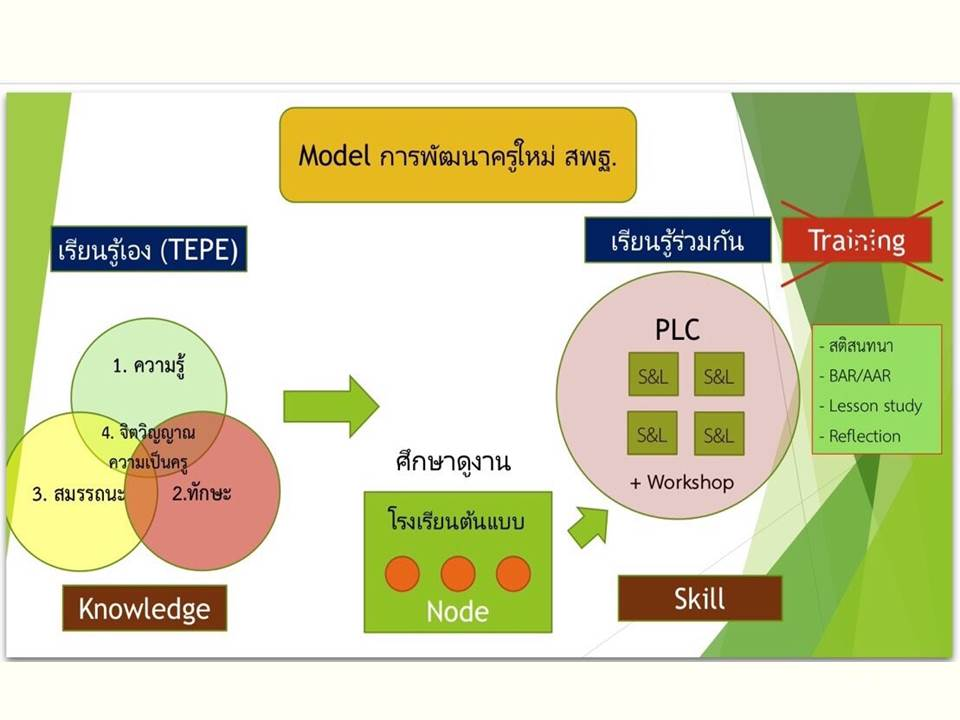 Model การพัฒนาครูใหม่ สพฐ.
เรียนรู้เอง (TEPE)
1. ความรู้
4. จิตวิญญาณ
ความเป็นครู
3. สมรรถนะ
2.ทักษะ
Knowledge
ศึกษาดูงาน
โรงเรียนต้นแบบ
Node
เรียนรู้ร่วมกัน
PLC
S&L
S&L
S&L
S&L
+ Workshop
Skill
Training
- สติสนทนา
- BAR/AAR
- Lesson study
- Reflection